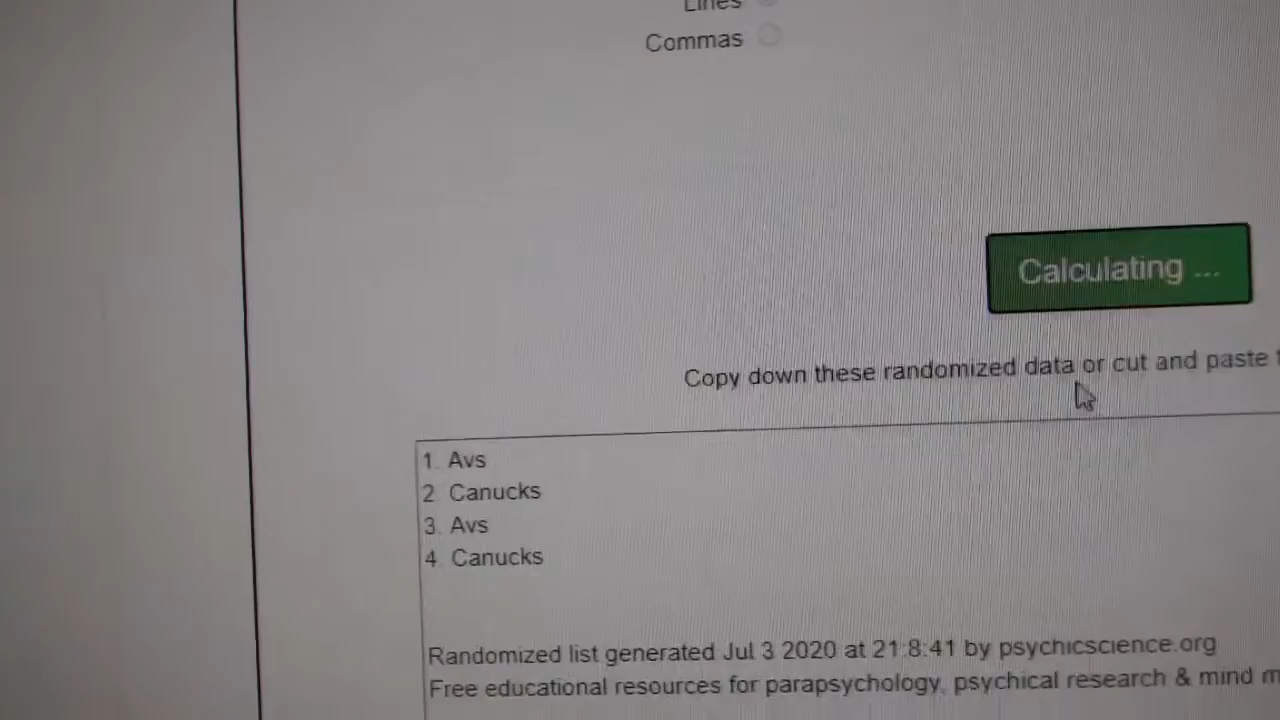 Lines
Commas
Calculating ...
Copy down these randomized data or cut and paste
1. Avs
2. Canucks
3. Avs
4. Canucks
Randomized list generated Jul 3 2020 at 21:8:41 by psychicscience.org
Free educational resources for parapsychology, psychical research & mind